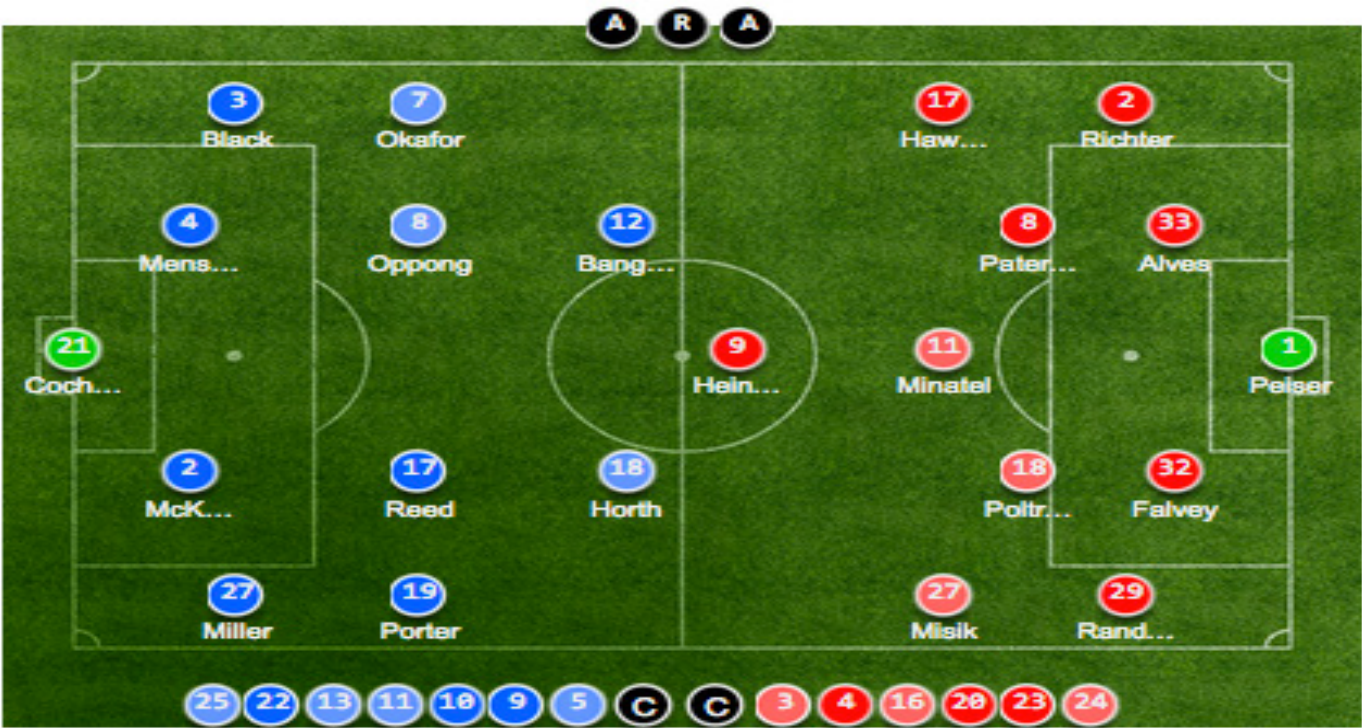 A R A
3 7 17 2
Black Okafor Haw... Richter
4 8 12 8 33
Mens... Oppong Bang... Pater... Alves
21 9 11 1
Coch... Hein... Minatel Peiser
2 17 18 18 32
McK... Reed Horth Poltr... Falvey
27 19 27 29
Miller Porter Misik Rand...
25 22 13 11 10 9 5 C C 3 4 16 20 23 24